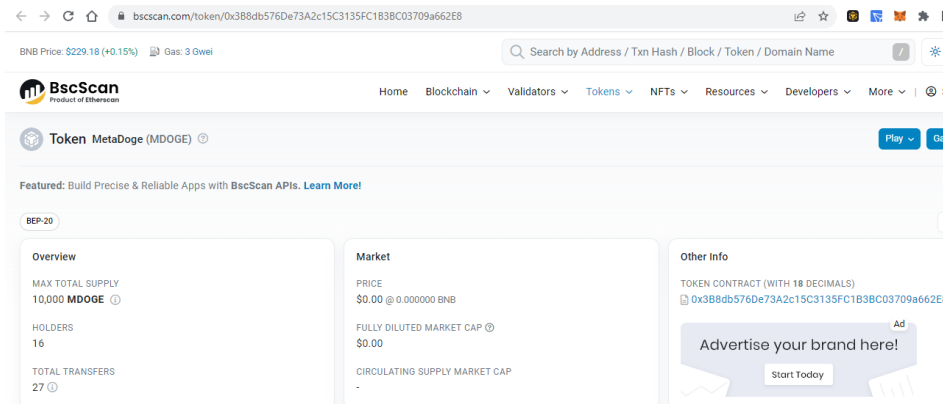 bscscan.com/token/0x3B8db576De73A2c15C3135FC1B3BC03709a662E8
BNB Price: $229.18 (+0.15%) Gas: 3 Gwei
Search by Address / Txn Hash / Block / Token / Domain Name /
BscScan
Product of Etherscan
Home Blockchain Validators Tokens NFTs Resources Developers More
Token MetaDoge (MDOGE)
Play
Featured: Build Precise & Reliable Apps with BscScan APIs. Learn More!
BEP-20
Overview
MAX TOTAL SUPPLY
10,000 MDOGE
HOLDERS
16
TOTAL TRANSFERS
27
Market
PRICE
$0.00 @ 0.000000 BNB
FULLY DILUTED MARKET CAP
$0.00
CIRCULATING SUPPLY MARKET CAP
-
Other Info
TOKEN CONTRACT (WITH 18 DECIMALS)
0x3B8db576De73A2c15C3135FC1B3BC03709a662E
Ad
Advertise your brand here!
Start Today